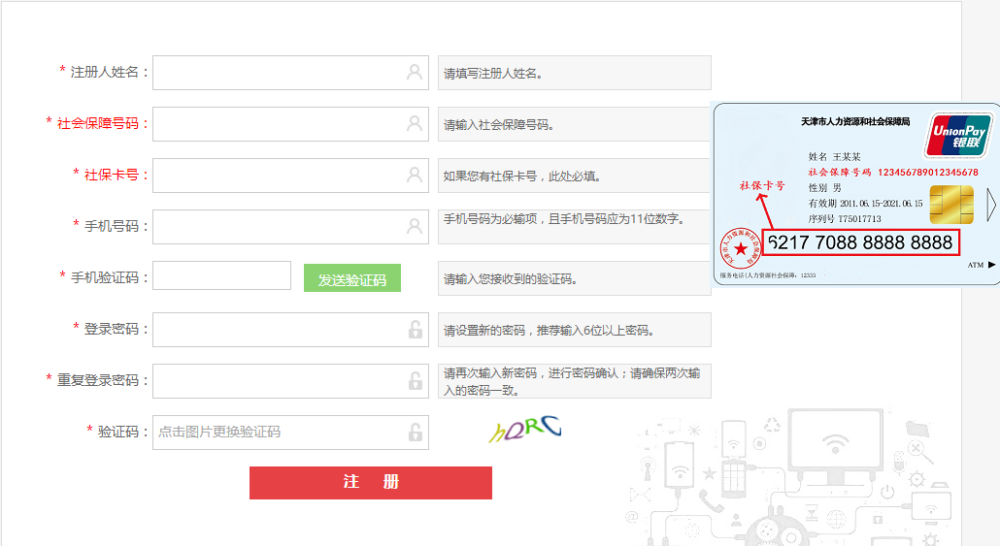 * 注册人姓名：
请填写注册人姓名。
* 社会保障号码：
请输入社会保障号码。
* 社保卡号：
如果您有社保卡号，此处必填。
* 手机号码：
手机号码为必输项，且手机号码应为11位数字。
* 手机验证码：
发送验证码
请输入您接收到的验证码。
* 登录密码：
请设置新的密码，推荐输入6位以上密码。
* 重复登录密码：
请再次输入新密码，进行密码确认；请确保两次输
入的密码一致。
* 验证码：
点击图片更换验证码
hQRC
注 册
天津市人力资源和社会保障局
UnionPay
银联
姓名 王某某
社会保障号码 123456789012345678
社保卡号
性别 男
有效期 2011.06.15-2021.06.15
序列号 T75017713
6217 7088 8888 8888
ATM
服务电话(人力资源社会保障：12333